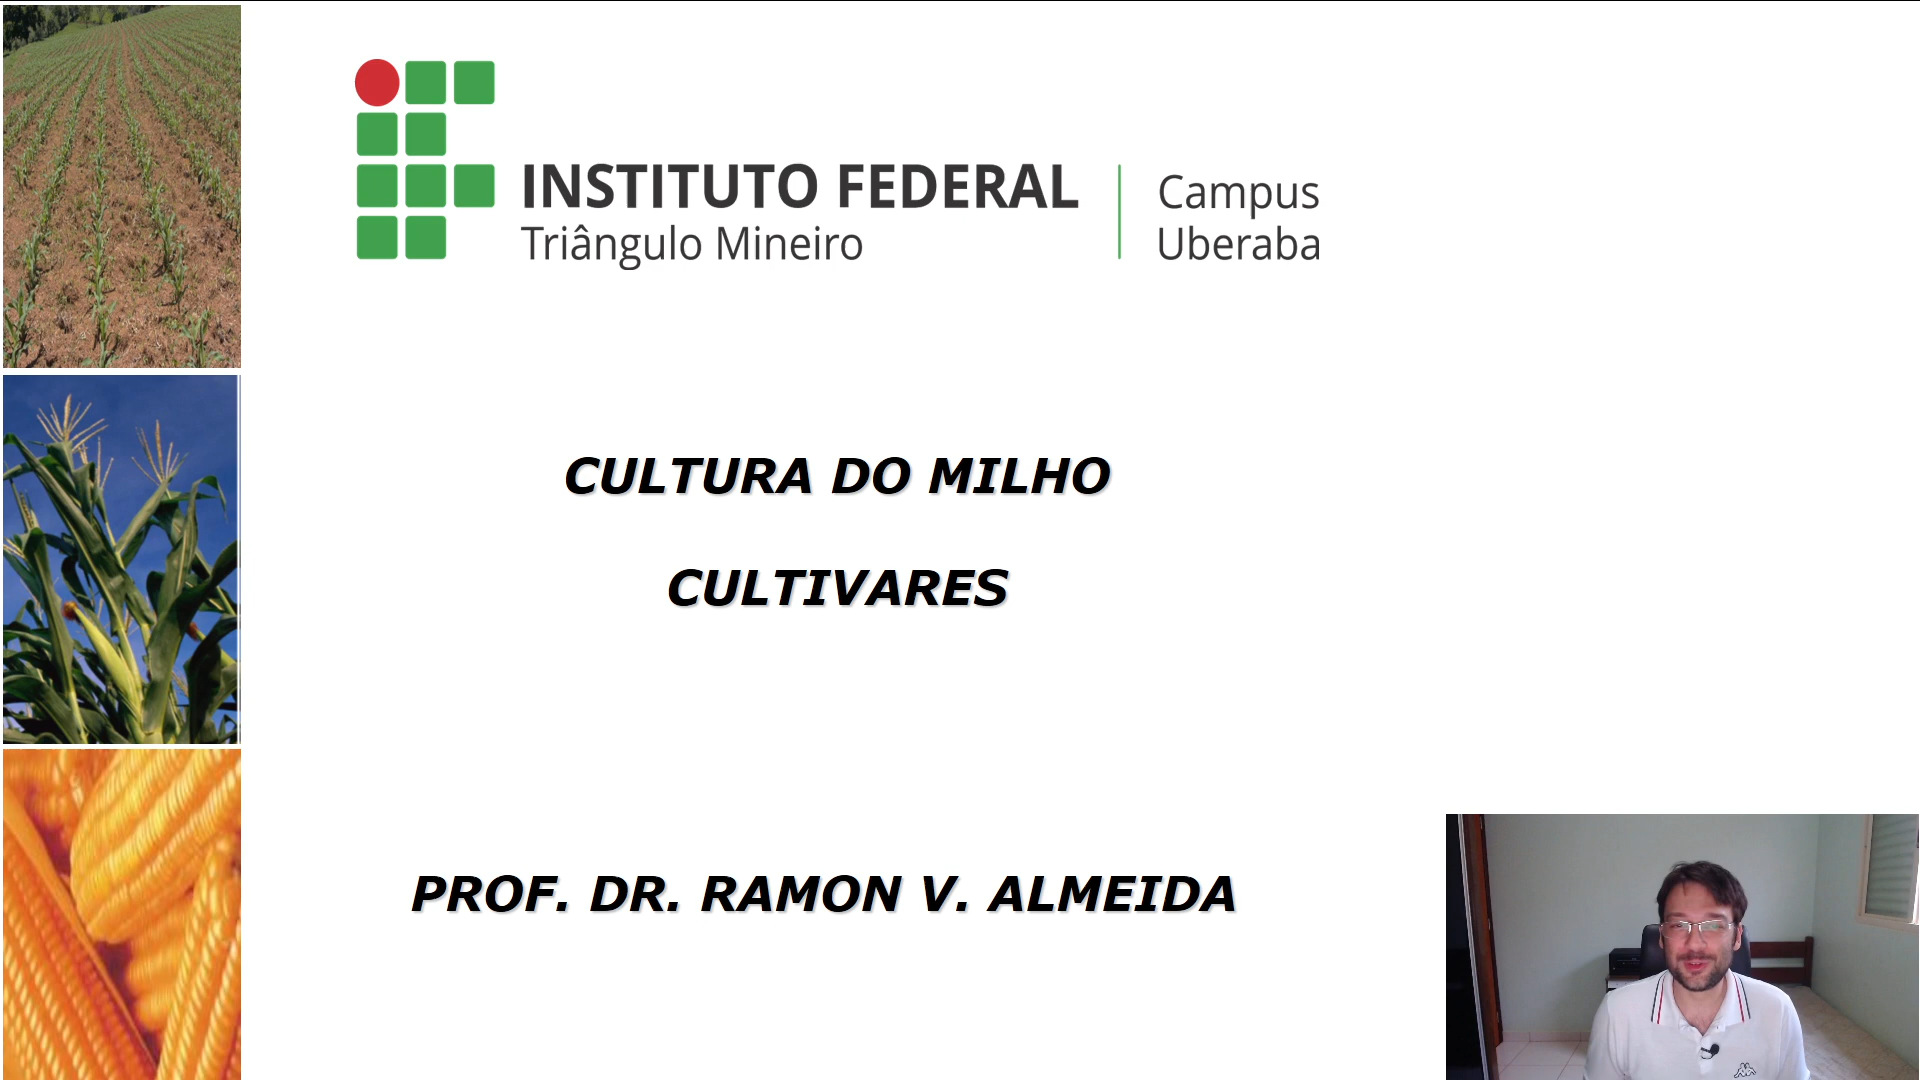 INSTITUTO FEDERAL
Triângulo Mineiro
Campus
Uberaba
CULTURA DO MILHO
CULTIVARES
PROF. DR. RAMON V. ALMEIDA